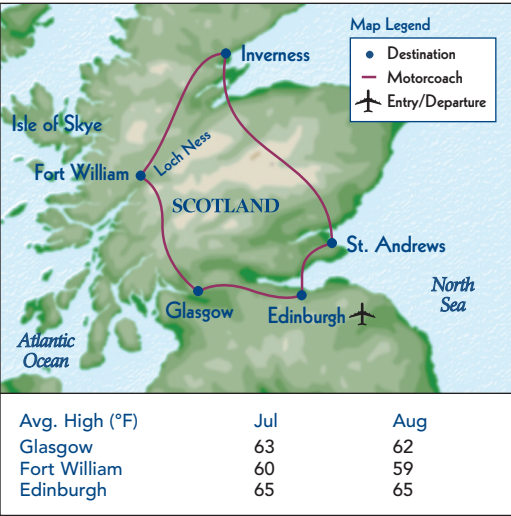 Map Legend
Destination
Motorcoach
Entry/Departure
Inverness
Isle of Skye
Loch Ness
Fort William
SCOTLAND
St. Andrews
North
Sea
Glasgow
Edinburgh
Atlantic
Ocean
Avg. High (°F) Jul Aug
Glasgow 63 62
Fort William 60 59
Edinburgh 65 65